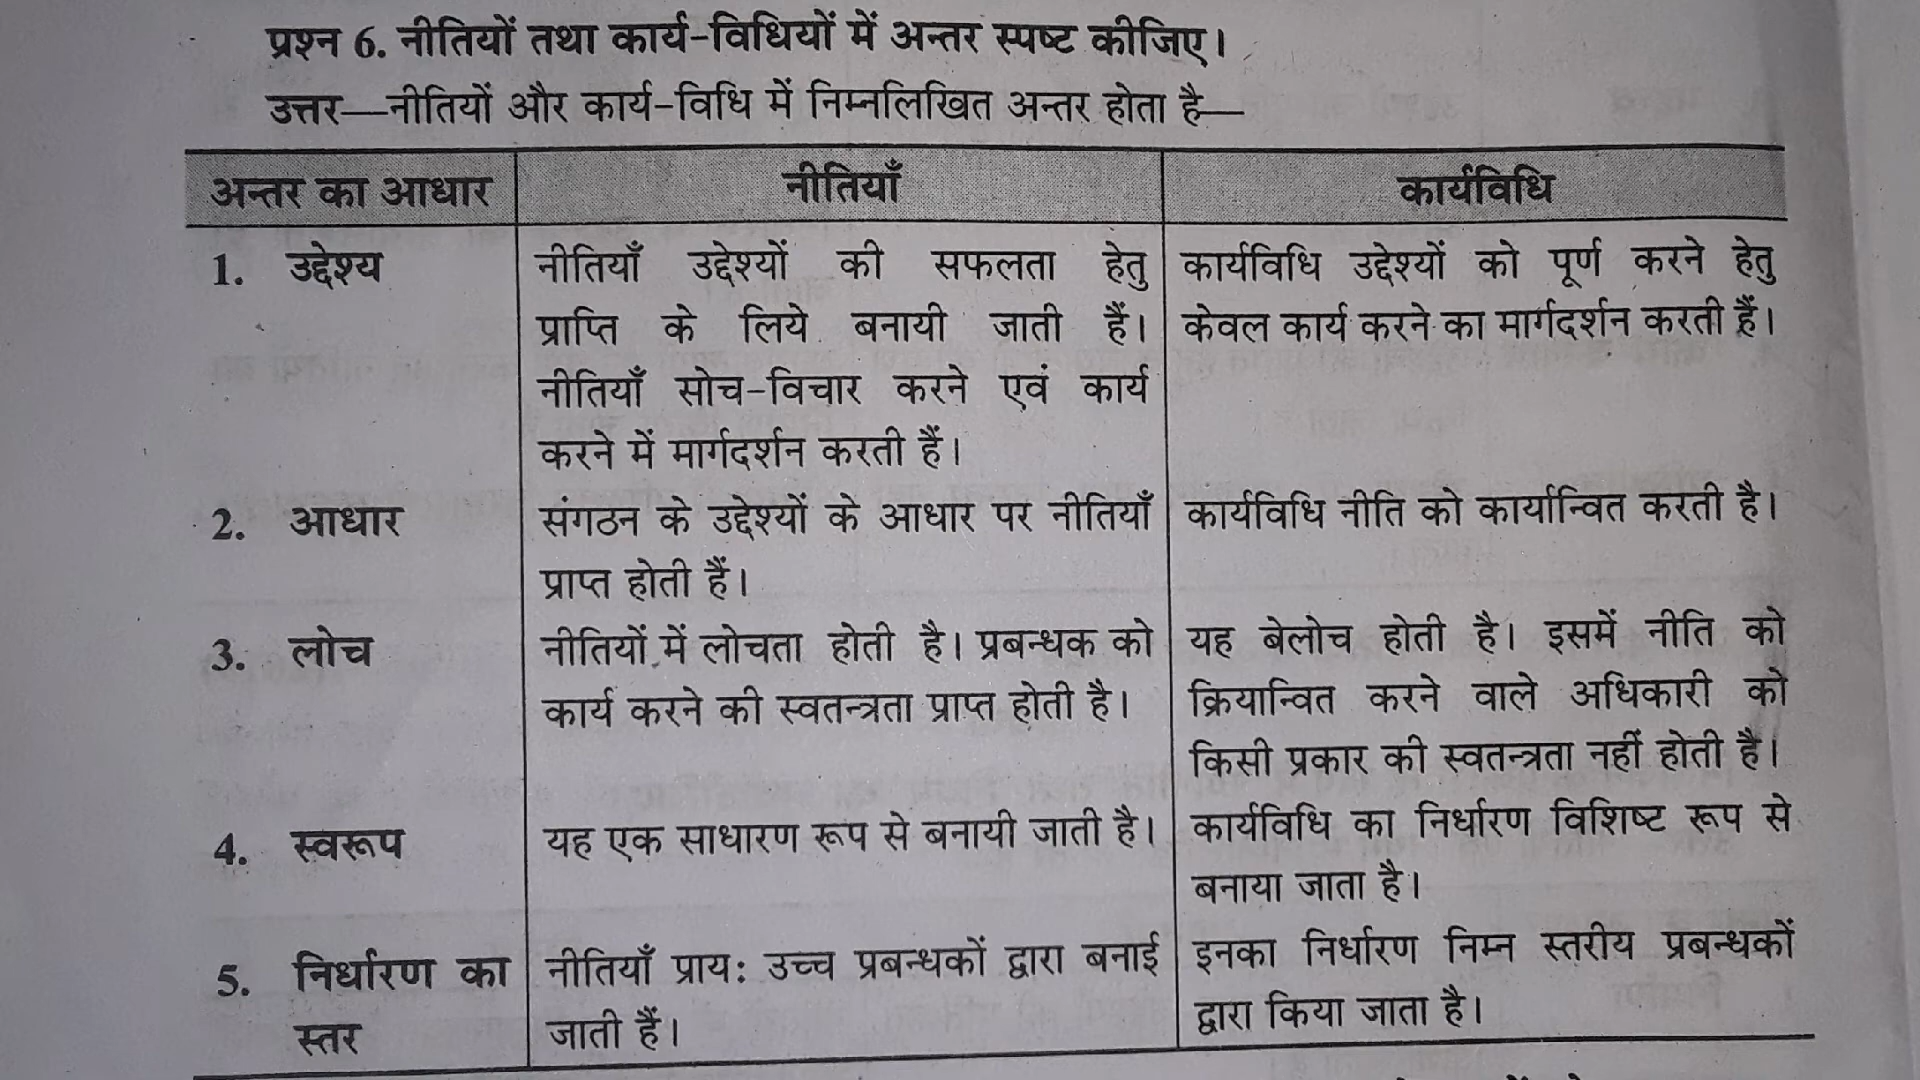 प्रश्न 6. नीतियों तथा कार्य-विधियों में अन्तर स्पष्ट कीजिए।
उत्तर—नीतियों और कार्य-विधि में निम्नलिखित अन्तर होता है—
अन्तर का आधार नीतियाँ कार्यविधि
1. उद्देश्य नीतियाँ उद्देश्यों की सफलता हेतु कार्यविधि उद्देश्यों को पूर्ण करने हेतु
प्राप्ति के लिये बनायी जाती हैं। केवल कार्य करने का मार्गदर्शन करती हैं।
नीतियाँ सोच-विचार करने एवं कार्य
करने में मार्गदर्शन करती हैं।
2. आधार संगठन के उद्देश्यों के आधार पर नीतियाँ कार्यविधि नीति को कार्यान्वित करती है।
प्राप्त होती हैं।
3. लोच नीतियों में लोचता होती है। प्रबन्धक को यह बेलोच होती है। इसमें नीति को
कार्य करने की स्वतन्त्रता प्राप्त होती है। क्रियान्वित करने वाले अधिकारी को
किसी प्रकार की स्वतन्त्रता नहीं होती है।
4. स्वरूप यह एक साधारण रूप से बनायी जाती है। कार्यविधि का निर्धारण विशिष्ट रूप से
बनाया जाता है।
5. निर्धारण का नीतियाँ प्राय: उच्च प्रबन्धकों द्वारा बनाई इनका निर्धारण निम्न स्तरीय प्रबन्धकों
स्तर जाती हैं। द्वारा किया जाता है।